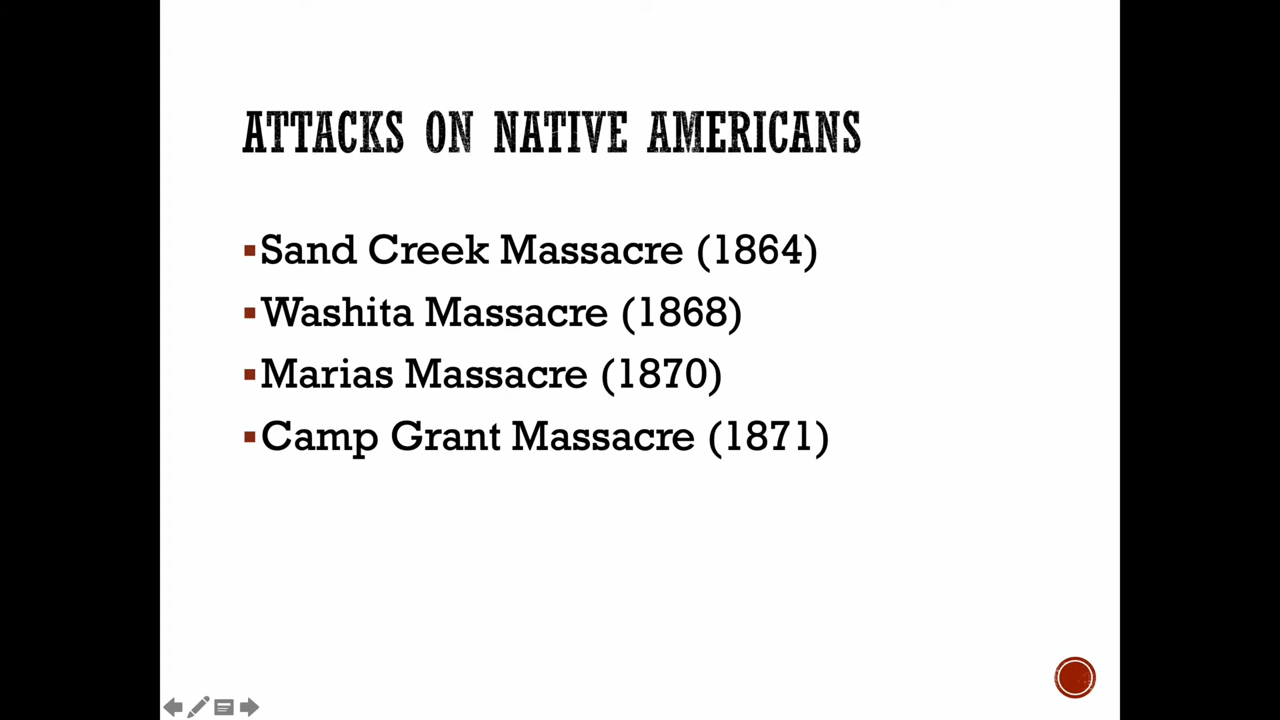 ATTACKS ON NATIVE AMERICANS
▪Sand Creek Massacre (1864)
▪Washita Massacre (1868)
▪Marias Massacre (1870)
▪Camp Grant Massacre (1871)